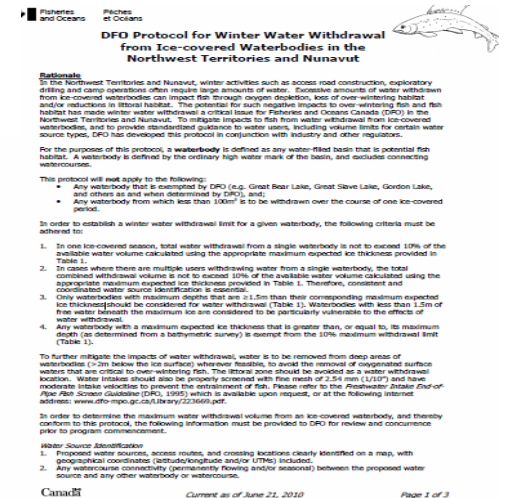 Fisheries Pêches
and Oceans et Océans
DFO Protocol for Winter Water Withdrawal
from Ice-covered Waterbodies in the
Northwest Territories and Nunavut
Rationale
In the Northwest Territories and Nunavut, winter activities such as access road construction, exploratory
drilling and camp operations often require large amounts of water. Excessive amounts of water withdrawn
from ice-covered waterbodies can impact fish through oxygen depletion, loss of over-wintering habitat
and/or reductions in littoral habitat. The potential for such negative impacts to over-wintering fish and fish
habitat has made winter water withdrawal a critical issue for Fisheries and Oceans Canada (DFO) in the
Northwest Territories and Nunavut. To mitigate impacts to fish from water withdrawal from ice-covered
waterbodies, and to provide standardized guidance to water users, including volume limits for certain water
source types, DFO has developed this protocol in conjunction with industry and other regulators.
For the purposes of this protocol, a waterbody is defined as any water-filled basin that is potential fish
habitat. A waterbody is defined by the ordinary high water mark of the basin, and excludes connecting
watercourses.
This protocol will not apply to the following:
• Any waterbody that is exempted by DFO (e.g. Great Bear Lake, Great Slave Lake, Gordon Lake,
and others as and when determined by DFO), and;
• Any waterbody from which less than 100m³ is to be withdrawn over the course of one ice-covered
period.
In order to establish a winter water withdrawal limit for a given waterbody, the following criteria must be
adhered to:
1. In one ice-covered season, total water withdrawal from a single waterbody is not to exceed 10% of the
available water volume calculated using the appropriate maximum expected ice thickness provided in
Table 1.
2. In cases where there are multiple users withdrawing water from a single waterbody, the total
combined withdrawal volume is not to exceed 10% of the available water volume calculated using the
appropriate maximum expected ice thickness provided in Table 1. Therefore, consistent and
coordinated water source identification is essential.
3. Only waterbodies with maximum depths that are ≥1.5m than their corresponding maximum expected
ice thickness should be considered for water withdrawal (Table 1). Waterbodies with less than 1.5m of
free water beneath the maximum ice are considered to be particularly vulnerable to the effects of
water withdrawal.
4. Any waterbody with a maximum expected ice thickness that is greater than, or equal to, its maximum
depth (as determined from a bathymetric survey) is exempt from the 10% maximum withdrawal limit
(Table 1).
To further mitigate the impacts of water withdrawal, water is to be removed from deep areas of
waterbodies (>2m below the ice surface) wherever feasible, to avoid the removal of oxygenated surface
waters that are critical to over-wintering fish. The littoral zone should be avoided as a water withdrawal
location. Water intakes should also be properly screened with fine mesh of 2.54 mm (1/10") and have
moderate intake velocities to prevent the entrainment of fish. Please refer to the Freshwater Intake End-of-
Pipe Fish Screen Guideline (DFO, 1995) which is available upon request, or at the following internet
address: www.dfo-mpo.gc.ca/Library/223669.pdf.
In order to determine the maximum water withdrawal volume from an ice-covered waterbody, and thereby
conform to this protocol, the following information must be provided to DFO for review and concurrence
prior to program commencement.
Water Source Identification
1. Proposed water sources, access routes, and crossing locations clearly identified on a map, with
geographical coordinates (latitude/longitude and/or UTMs) included.
2. Any watercourse connectivity (permanently flowing and/or seasonal) between the proposed water
source and any other waterbody or watercourse.
Canada Current as of June 21, 2010 Page 1 of 3